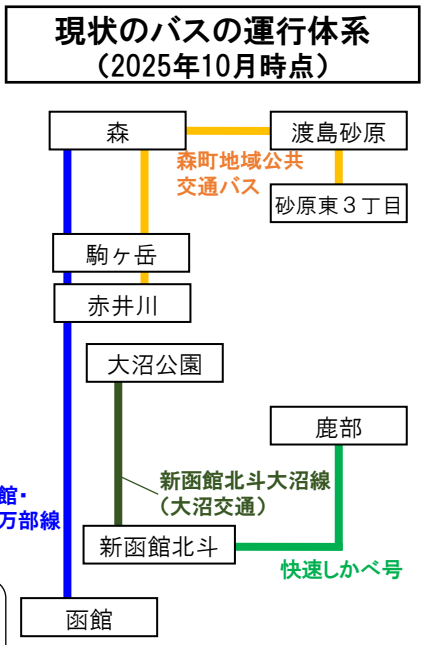 現状のバスの運行体系
（2025年10月時点）
森
渡島砂原
森町地域公共
交通バス
砂原東３丁目
駒ヶ岳
赤井川
大沼公園
鹿部
新函館北斗大沼線
（大沼交通）
館・
万部線
新函館北斗
快速しかべ号
函館